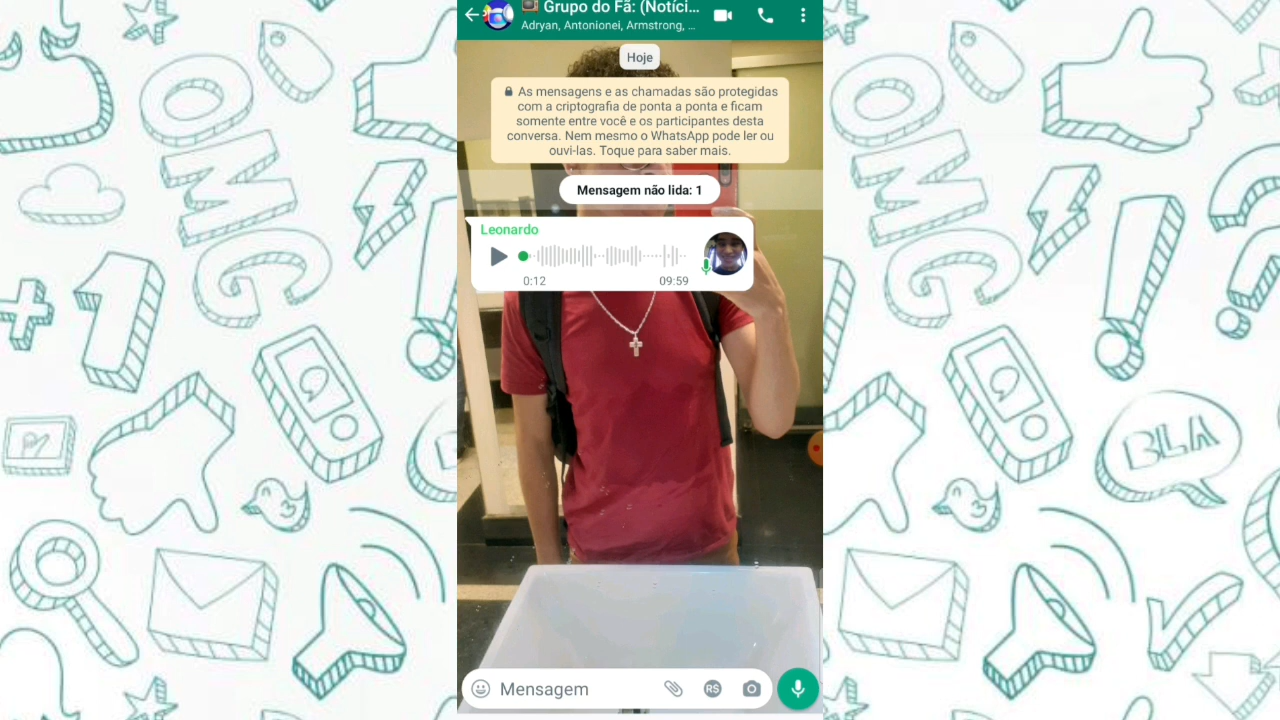 Grupo do Fã: (Notíci...
Adryan, Antonionei, Armstrong, ...
Hoje
As mensagens e as chamadas são protegidas
com a criptografia de ponta a ponta e ficam
somente entre você e os participantes desta
conversa. Nem mesmo o WhatsApp pode ler ou
ouvi-las. Toque para saber mais.
Mensagem não lida: 1
Leonardo
0:12
09:59
Mensagem
R$
OMG
OMG
+1
BLA